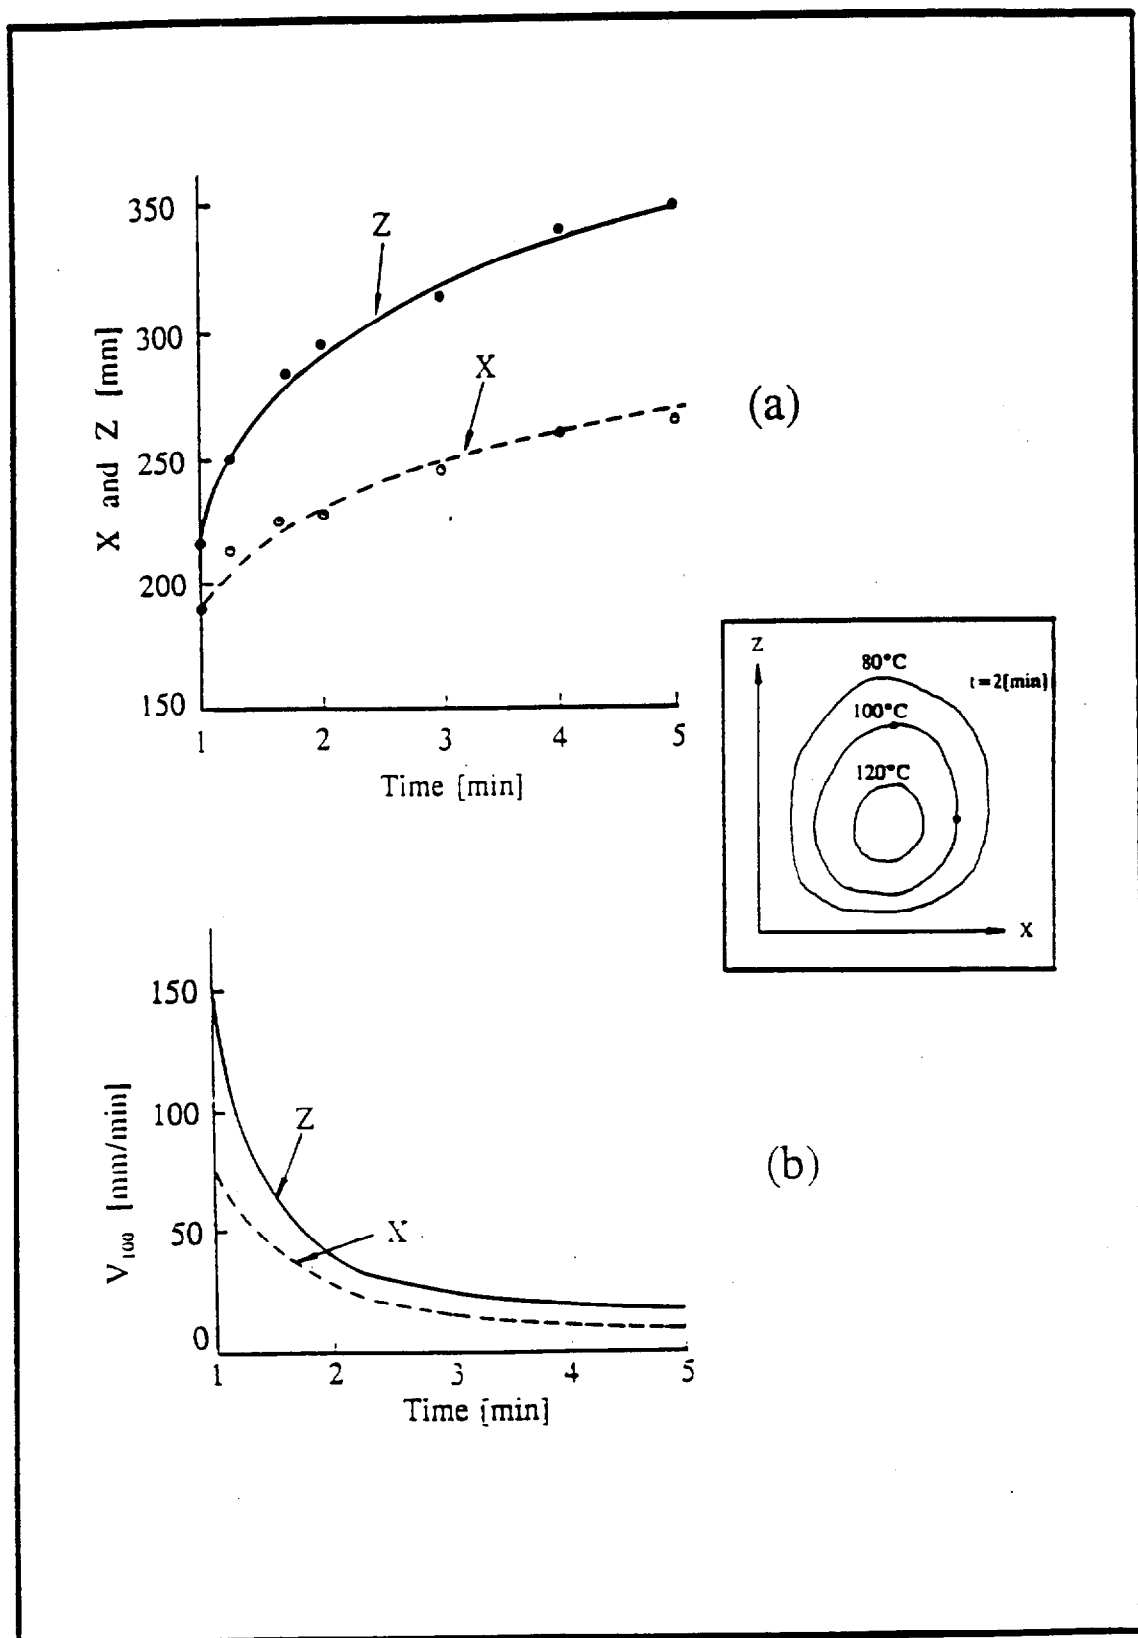 350
Z
300
X
X and Z [mm]
(a)
250
200
150
1 2 3 4 5
Time [min]
Z
80°C
t=2[min]
100°C
120°C
X
150
100
Z
V₁₀₀ [mm/min]
(b)
50
X
0
1 2 3 4 5
Time [min]